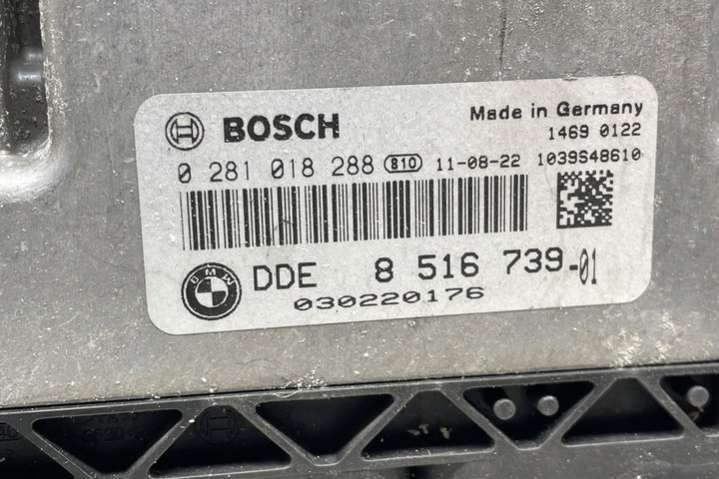 BOSCH Made in Germany
1469 0122
0 281 018 288 810 11-08-22 1039S48610
BMW DDE 8 516 739-01
030220176